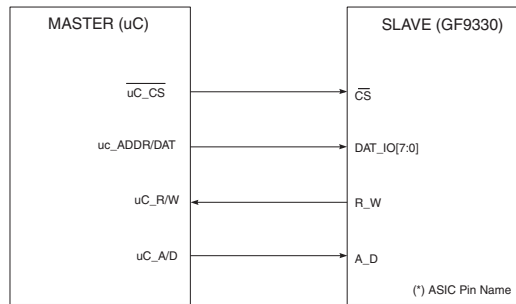 MASTER (uC) SLAVE (GF9330)
uC_CS CS
uc_ADDR/DAT DAT_IO[7:0]
uC_R/W R_W
uC_A/D A_D
(*) ASIC Pin Name